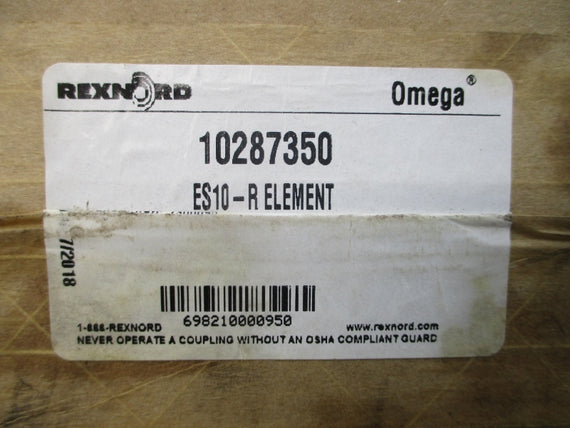 REXNORD
Omega®
10287350
ES10-R ELEMENT
7/2018
698210000950
1-866-REXNORD
www.rexnord.com
NEVER OPERATE A COUPLING WITHOUT AN OSHA COMPLIANT GUARD